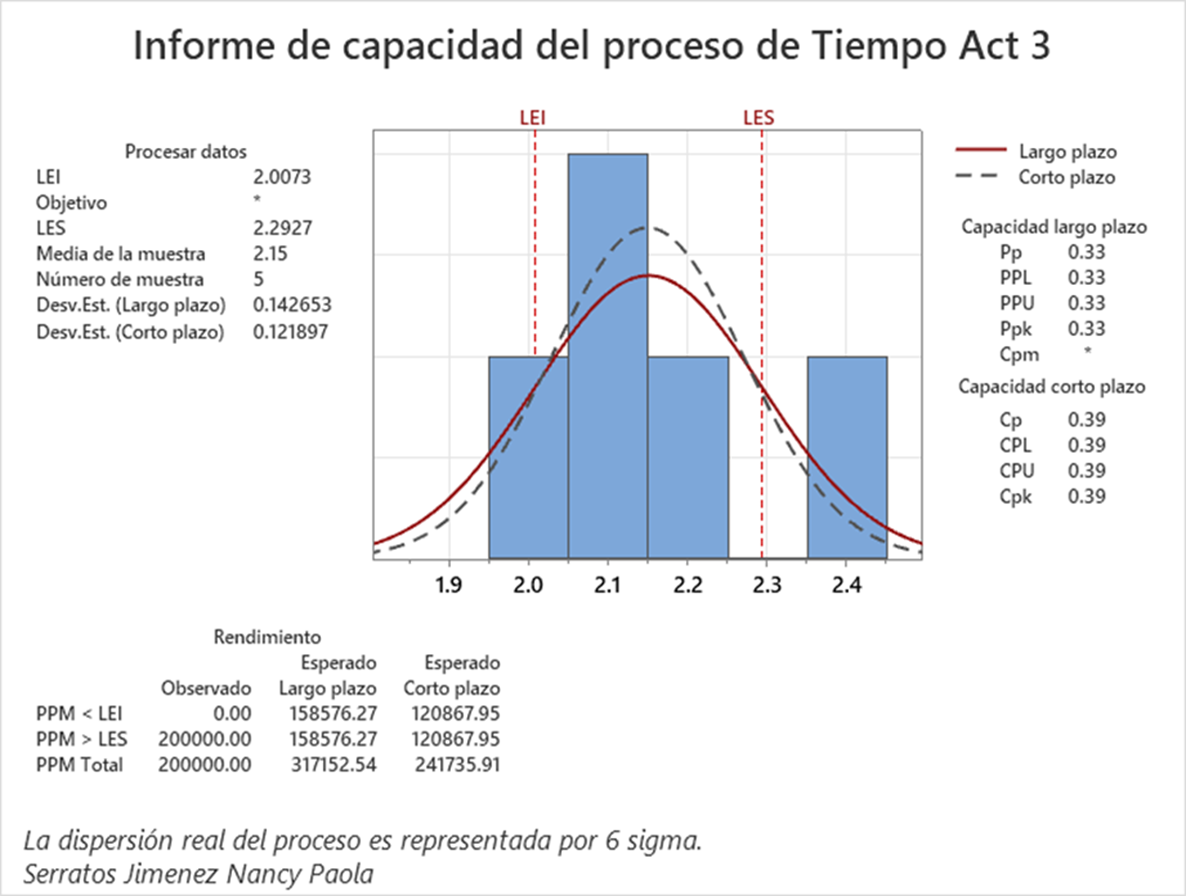 Informe de capacidad del proceso de Tiempo Act 3
LEI LES
Procesar datos
LEI 2.0073
Objetivo *
LES 2.2927
Media de la muestra 2.15
Número de muestra 5
Desv.Est. (Largo plazo) 0.142653
Desv.Est. (Corto plazo) 0.121897
Largo plazo
Corto plazo
Capacidad largo plazo
Pp 0.33
PPL 0.33
PPU 0.33
Ppk 0.33
Cpm *
Capacidad corto plazo
Cp 0.39
CPL 0.39
CPU 0.39
Cpk 0.39
1.9 2.0 2.1 2.2 2.3 2.4
Rendimiento
Esperado Esperado
Observado Largo plazo Corto plazo
PPM < LEI 0.00 158576.27 120867.95
PPM > LES 200000.00 158576.27 120867.95
PPM Total 200000.00 317152.54 241735.91
La dispersión real del proceso es representada por 6 sigma.
Serratos Jimenez Nancy Paola